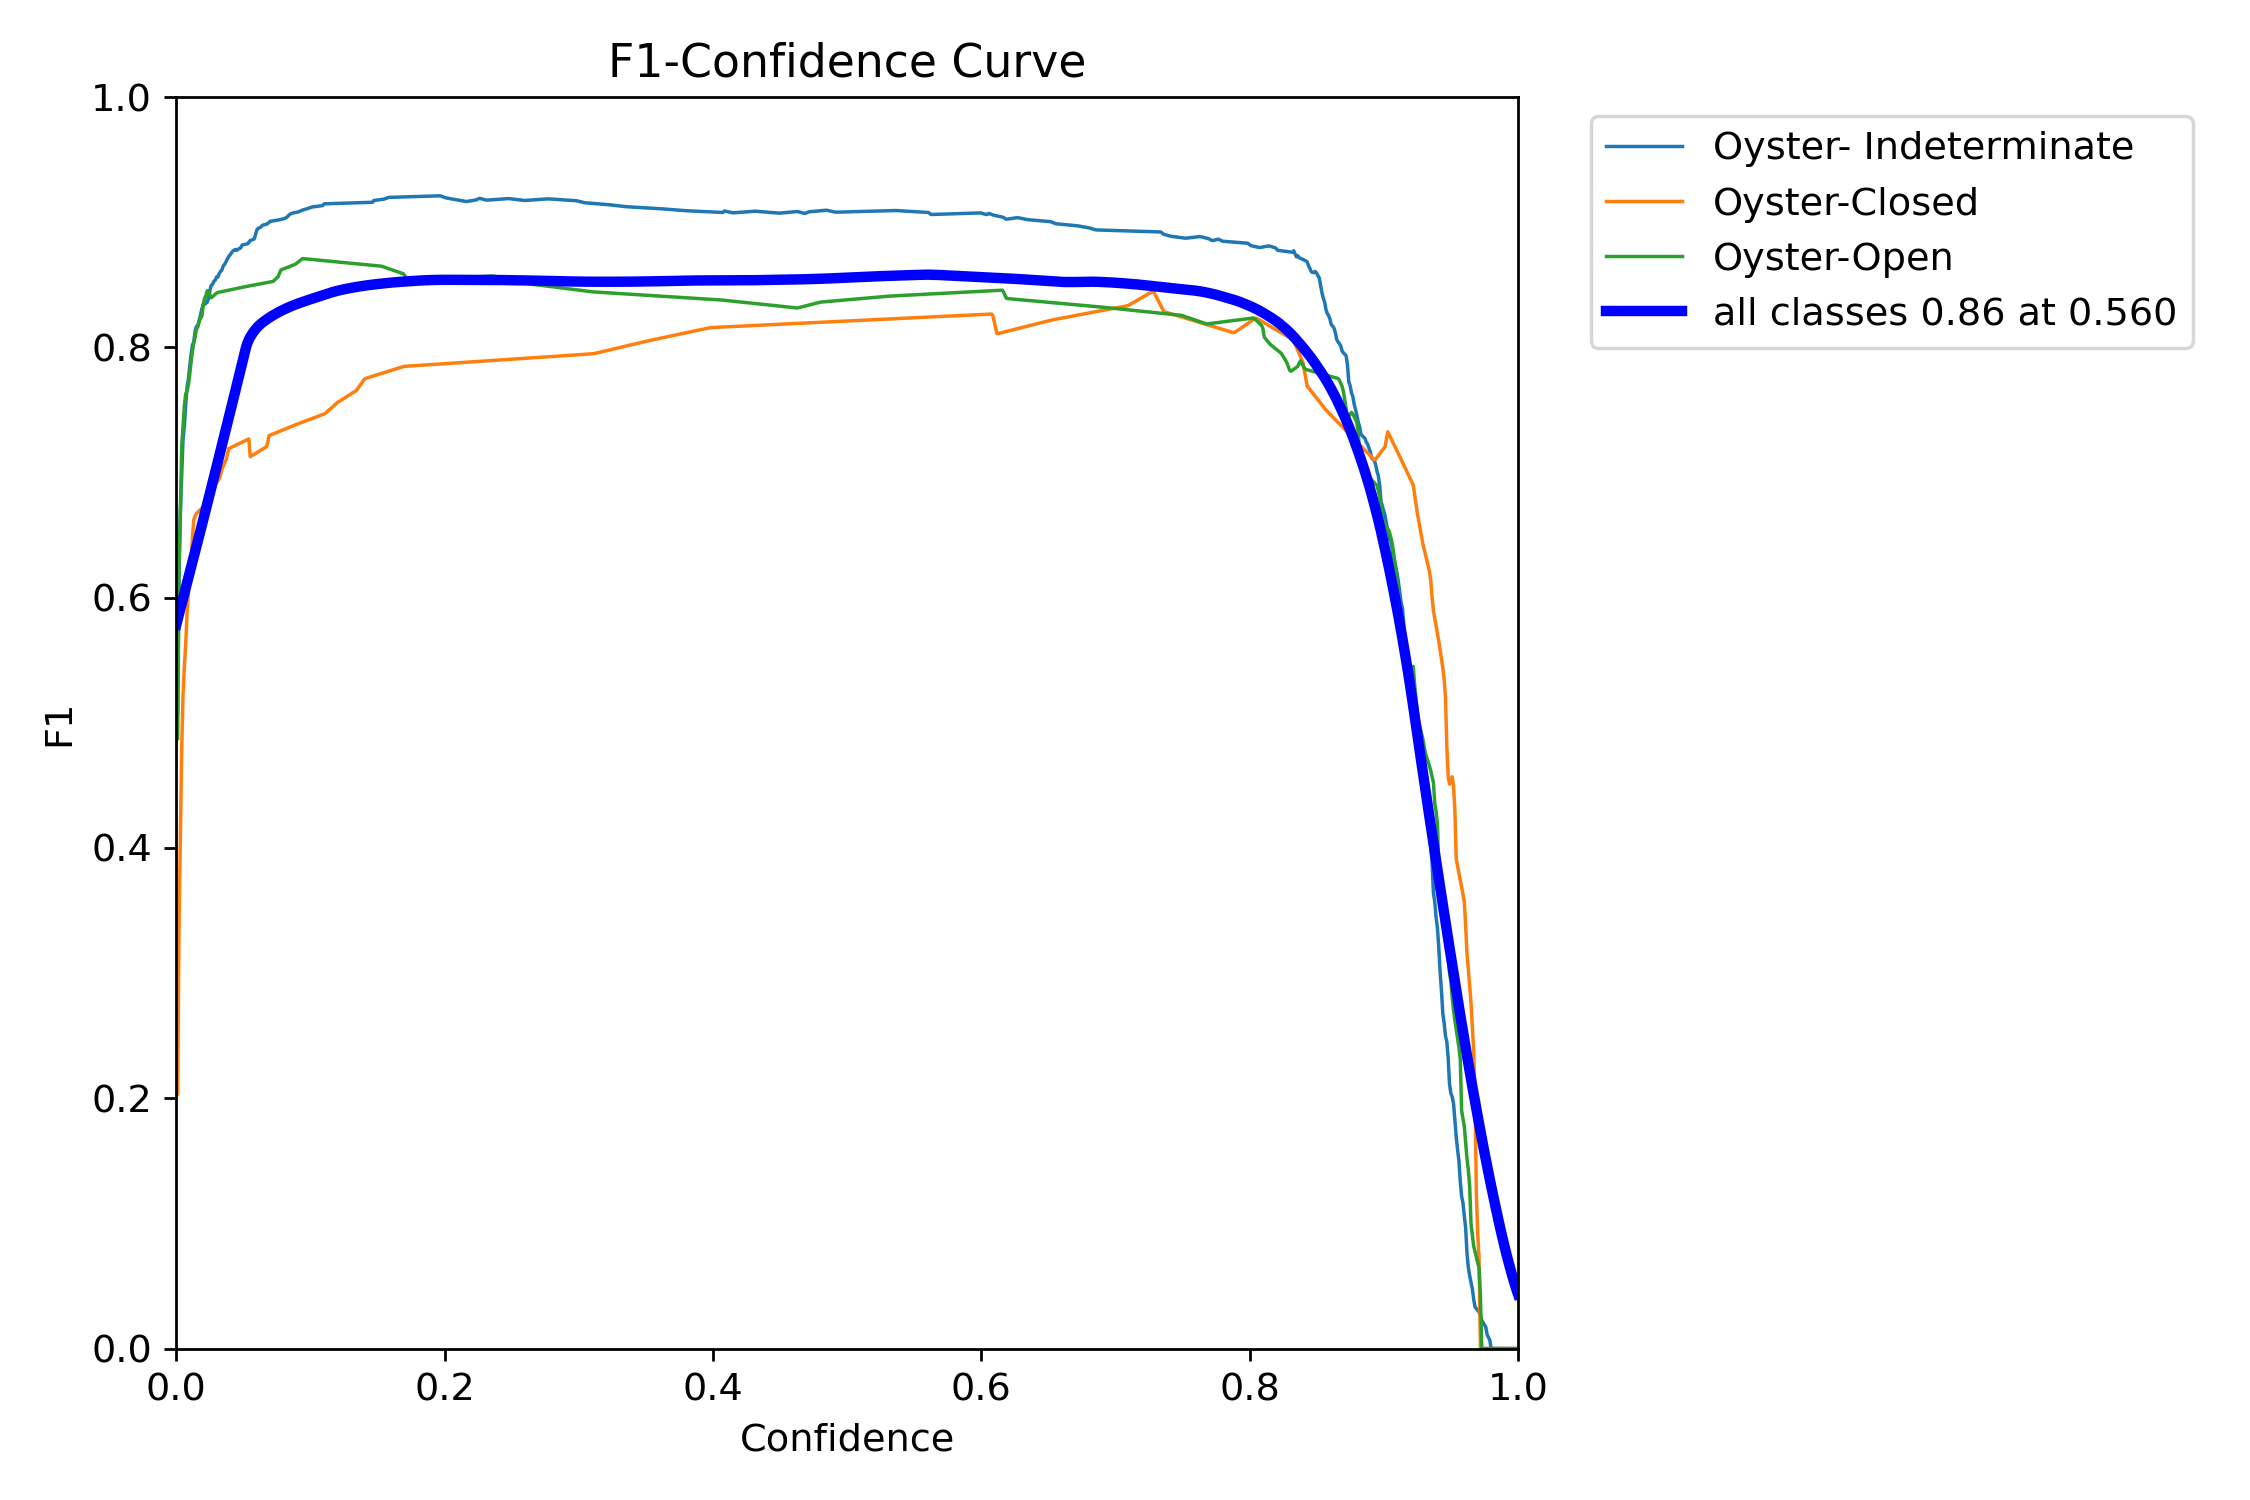 F1-Confidence Curve
1.0
0.8
0.6
0.4
0.2
0.0
F1
0.0 0.2 0.4 0.6 0.8 1.0
Confidence
Oyster- Indeterminate
Oyster-Closed
Oyster-Open
all classes 0.86 at 0.560